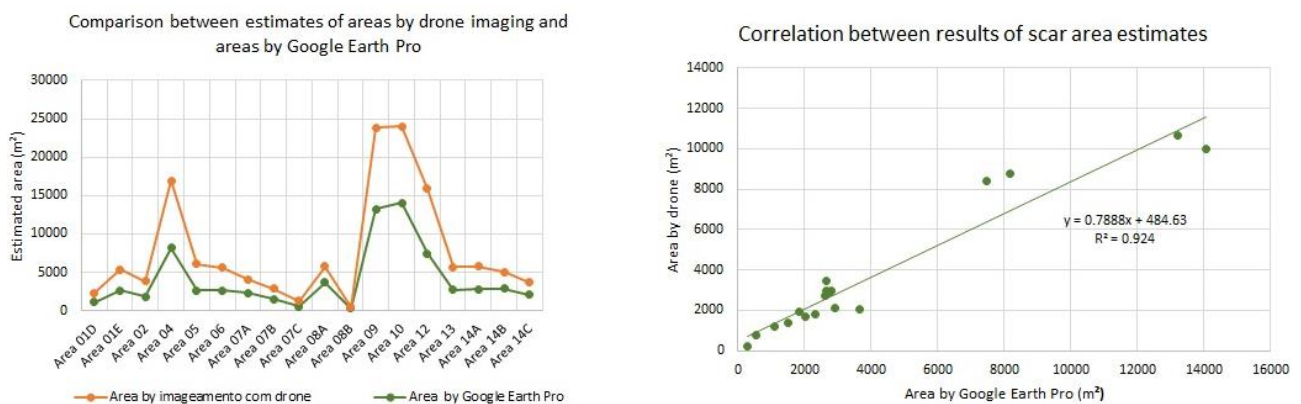 Comparison between estimates of areas by drone imaging and
areas by Google Earth Pro
Estimated area (m²)
30000
25000
20000
15000
10000
5000
0
Area 01D
Area 01E
Area 02
Area 04
Area 05
Area 06
Area 07A
Area 07B
Area 07C
Area 08A
Area 08B
Area 09
Area 10
Area 12
Area 13
Area 14A
Area 14B
Area 14C
Area by imageamento com drone
Area by Google Earth Pro
Correlation between results of scar area estimates
Area by drone (m²)
14000
12000
10000
8000
6000
4000
2000
0
y = 0.7888x + 484.63
R² = 0.924
0 2000 4000 6000 8000 10000 12000 14000 16000
Area by Google Earth Pro (m²)